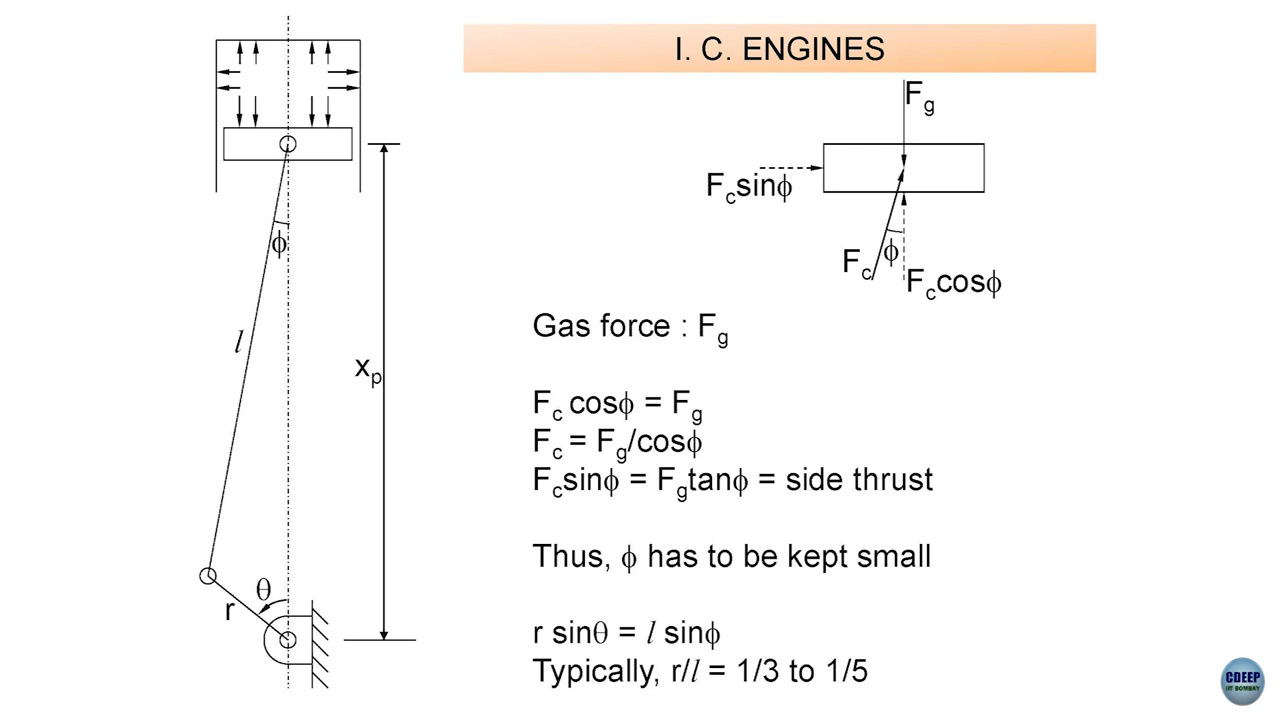 I. C. ENGINES
F_g
F_c sinϕ
ϕ
F_c
ϕ
F_c cosϕ
l
x_p
Gas force : F_g
F_c cosϕ = F_g
F_c = F_g/cosϕ
F_c sinϕ = F_g tanϕ = side thrust
Thus, ϕ has to be kept small
θ
r
r sinθ = l sinϕ
Typically, r/l = 1/3 to 1/5
CDEEP
IIT BOMBAY